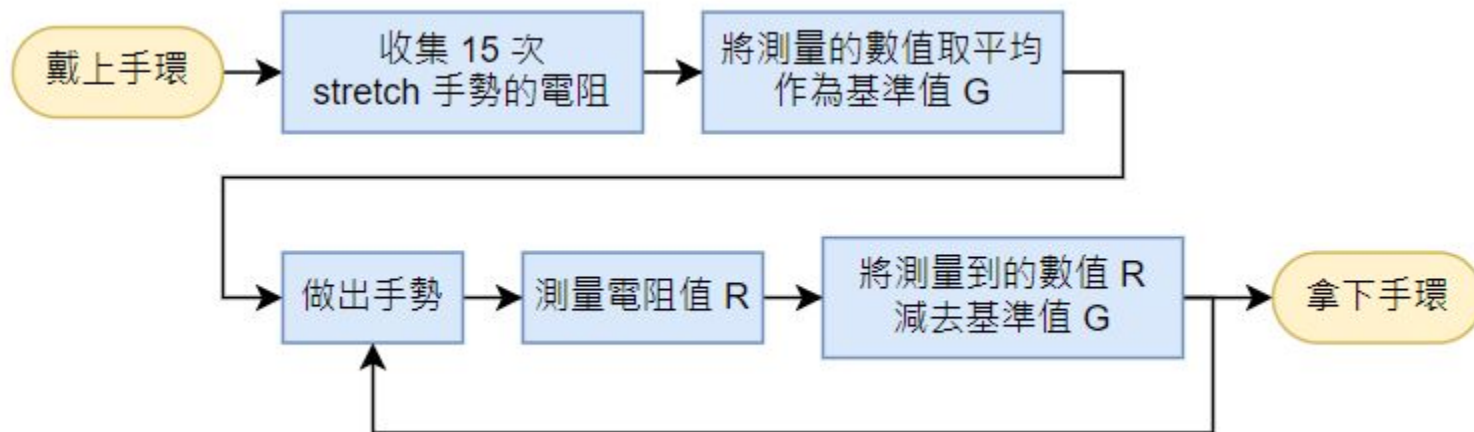 戴上手環
收集 15 次
stretch 手勢的電阻
將測量的數值取平均
作為基準值 G
做出手勢
測量電阻值 R
將測量到的數值 R
減去基準值 G
拿下手環